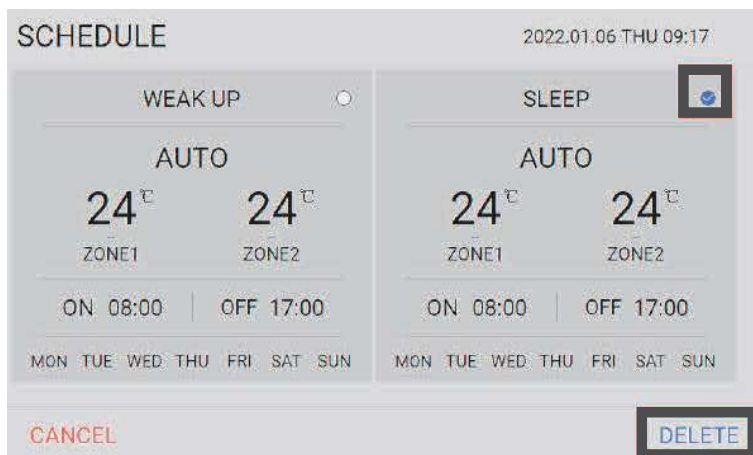 SCHEDULE 2022.01.06 THU 09:17
WEAK UP
AUTO
24℃ 24℃
ZONE1 ZONE2
ON 08:00 OFF 17:00
MON TUE WED THU FRI SAT SUN
SLEEP
AUTO
24℃ 24℃
ZONE1 ZONE2
ON 08:00 OFF 17:00
MON TUE WED THU FRI SAT SUN
CANCEL DELETE